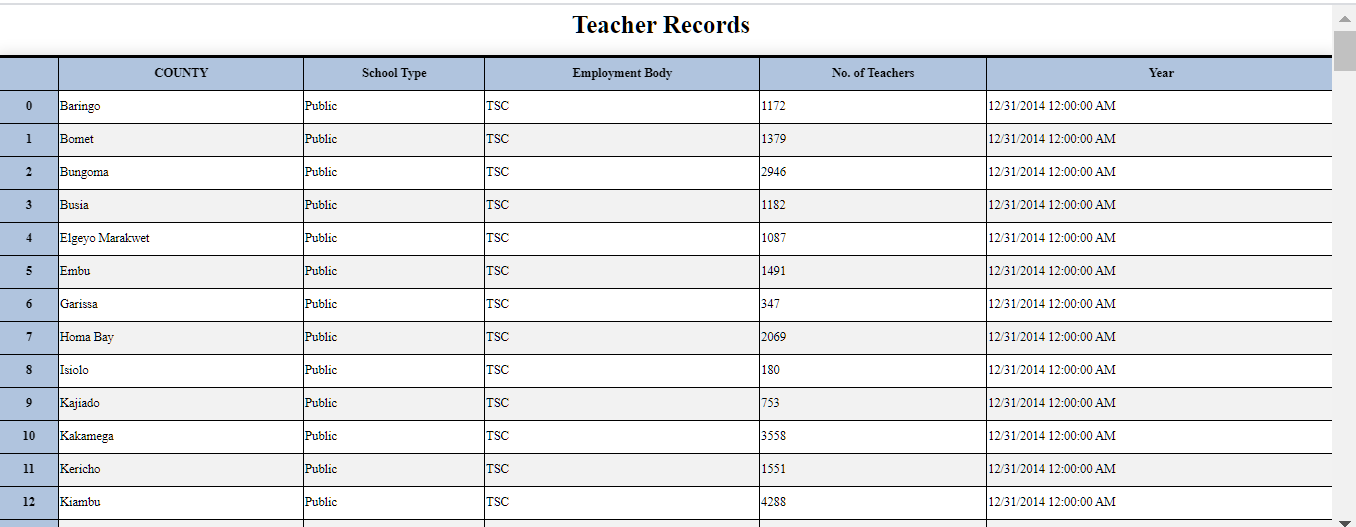 Teacher Records
COUNTY School Type Employment Body No. of Teachers Year
0 Baringo Public TSC 1172 12/31/2014 12:00:00 AM
1 Bomet Public TSC 1379 12/31/2014 12:00:00 AM
2 Bungoma Public TSC 2946 12/31/2014 12:00:00 AM
3 Busia Public TSC 1182 12/31/2014 12:00:00 AM
4 Elgeyo Marakwet Public TSC 1087 12/31/2014 12:00:00 AM
5 Embu Public TSC 1491 12/31/2014 12:00:00 AM
6 Garissa Public TSC 347 12/31/2014 12:00:00 AM
7 Homa Bay Public TSC 2069 12/31/2014 12:00:00 AM
8 Isiolo Public TSC 180 12/31/2014 12:00:00 AM
9 Kajiado Public TSC 753 12/31/2014 12:00:00 AM
10 Kakamega Public TSC 3558 12/31/2014 12:00:00 AM
11 Kericho Public TSC 1551 12/31/2014 12:00:00 AM
12 Kiambu Public TSC 4288 12/31/2014 12:00:00 AM